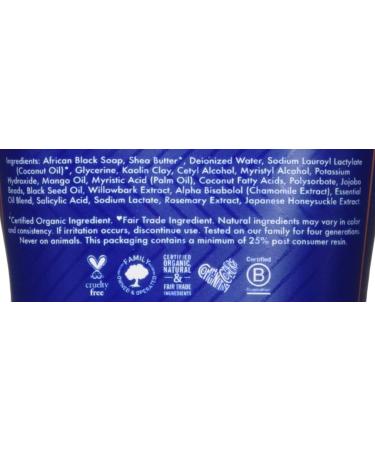 Ingredients: African Black Soap, Shea Butter*♥, Deionized Water, Sodium Lauroyl Lactylate
(Coconut Oil)*, Glycerine, Kaolin Clay, Cetyl Alcohol, Myristyl Alcohol, Potassium
Hydroxide, Mango Oil, Myristic Acid (Palm Oil), Coconut Fatty Acids, Polysorbate, Jojoba
Beads, Black Seed Oil, Willowbark Extract, Alpha Bisabolol (Chamomile Extract), Essential
Oil Blend, Salicylic Acid, Sodium Lactate, Rosemary Extract, Japanese Honeysuckle Extract
*Certified Organic Ingredient. ♥Fair Trade Ingredient. Natural ingredients may vary in color
and consistency. If irritation occurs, discontinue use. Tested on our family for four generations
Never on animals. This packaging contains a minimum of 25% post consumer resin.
cruelty
free
FAMILY
OWNED & OPERATED
CERTIFIED
ORGANIC,
NATURAL
&
FAIR TRADE
INGREDIENTS
Certified
B
Corporation